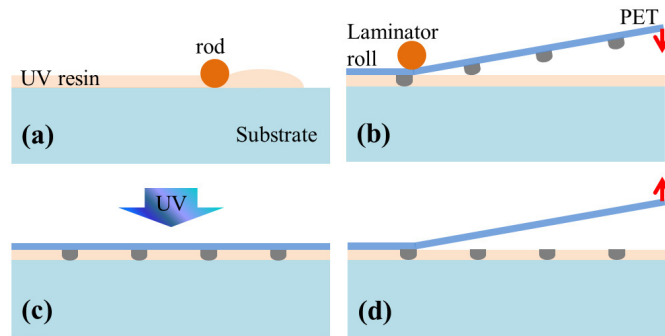 rod
UV resin
(a)
Substrate
PET
Laminator
roll
(b)
UV
(c)
(d)